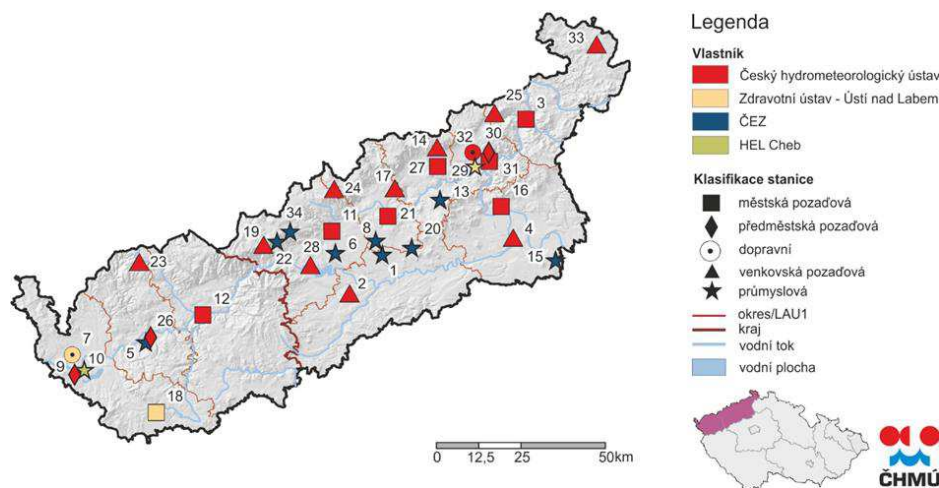 33
25
3
14
32
30
27
29
31
17
13
16
24
21
11
8
20
4
34
19
6
28
22
1
15
23
2
12
26
7
5
9
10
18
0
12,5
25
50km
Legenda
Vlastník
Český hydrometeorologický ústav
Zdravotní ústav - Ústí nad Labem
ČEZ
HEL Cheb
Klasifikace stanice
městská pozaďová
předměstská pozaďová
dopravní
venkovská pozaďová
průmyslová
okres/LAU1
kraj
vodní tok
vodní plocha
ČHMÚ